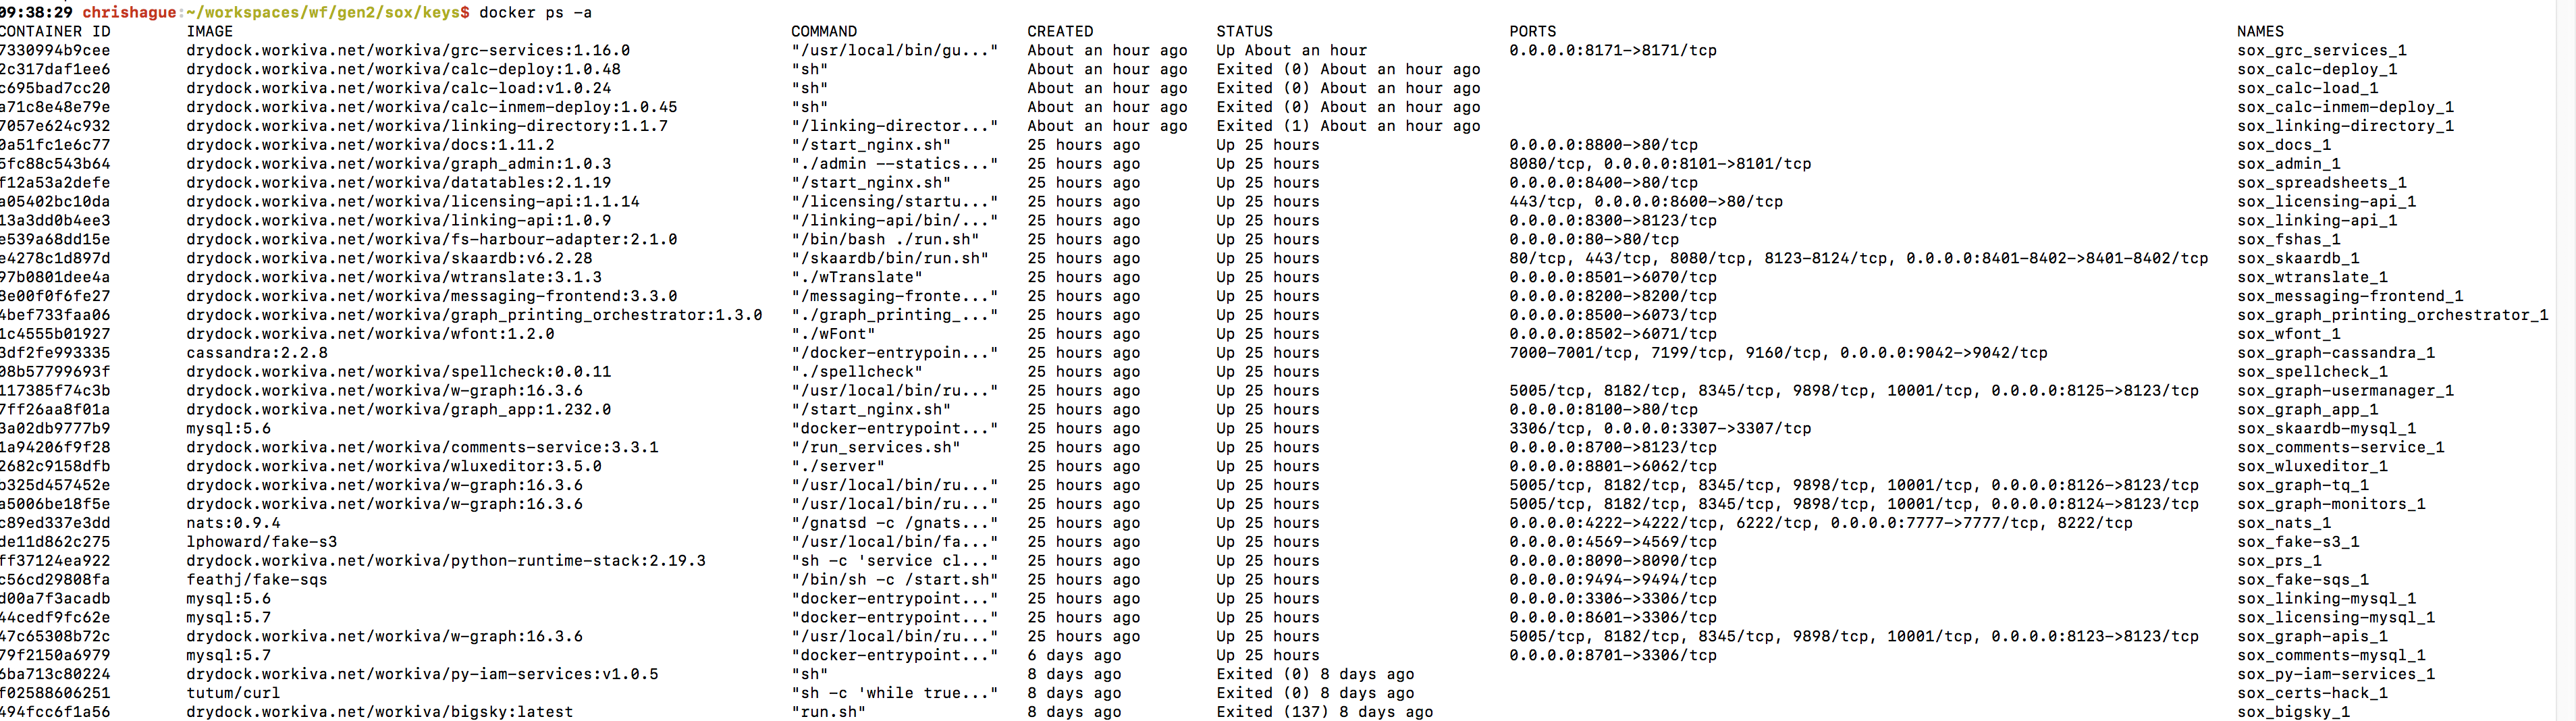 09:38:29 chrishague:~/workspaces/wf/gen2/sox/keys$ docker ps -a
CONTAINER ID IMAGE COMMAND CREATED STATUS PORTS NAMES
7330994b9cee drydock.workiva.net/workiva/grc-services:1.16.0 "/usr/local/bin/gu..." About an hour ago Up About an hour 0.0.0.0:8171->8171/tcp sox_grc_services_1
2c317daf1ee6 drydock.workiva.net/workiva/calc-deploy:1.0.48 "sh" About an hour ago Exited (0) About an hour ago sox_calc-deploy_1
c695bad7cc20 drydock.workiva.net/workiva/calc-load:v1.0.24 "sh" About an hour ago Exited (0) About an hour ago sox_calc-load_1
a71c8e48e79e drydock.workiva.net/workiva/calc-inmem-deploy:1.0.45 "sh" About an hour ago Exited (0) About an hour ago sox_calc-inmem-deploy_1
7057e624c932 drydock.workiva.net/workiva/linking-directory:1.1.7 "/linking-director..." About an hour ago Exited (1) About an hour ago sox_linking-directory_1
0a51fc1e6c77 drydock.workiva.net/workiva/docs:1.11.2 "/start_nginx.sh" 25 hours ago Up 25 hours 0.0.0.0:8800->80/tcp sox_docs_1
5fc88c543b64 drydock.workiva.net/workiva/graph_admin:1.0.3 "./admin --statics..." 25 hours ago Up 25 hours 8080/tcp, 0.0.0.0:8101->8101/tcp sox_admin_1
f12a53a2defe drydock.workiva.net/workiva/datatables:2.1.19 "/start_nginx.sh" 25 hours ago Up 25 hours 0.0.0.0:8400->80/tcp sox_spreadsheets_1
a05402bc10da drydock.workiva.net/workiva/licensing-api:1.1.14 "/licensing/startu..." 25 hours ago Up 25 hours 443/tcp, 0.0.0.0:8600->80/tcp sox_licensing-api_1
13a3dd0b4ee3 drydock.workiva.net/workiva/linking-api:1.0.9 "/linking-api/bin/..." 25 hours ago Up 25 hours 0.0.0.0:8300->8123/tcp sox_linking-api_1
e539a68dd15e drydock.workiva.net/workiva/fs-harbour-adapter:2.1.0 "/bin/bash ./run.sh" 25 hours ago Up 25 hours 0.0.0.0:80->80/tcp sox_fshas_1
e4278c1d897d drydock.workiva.net/workiva/skaardb:v6.2.28 "/skaardb/bin/run.sh" 25 hours ago Up 25 hours 80/tcp, 443/tcp, 8080/tcp, 8123-8124/tcp, 0.0.0.0:8401-8402->8401-8402/tcp sox_skaardb_1
97b0801dee4a drydock.workiva.net/workiva/wtranslate:3.1.3 "./wTranslate" 25 hours ago Up 25 hours 0.0.0.0:8501->6070/tcp sox_wtranslate_1
8e00f0f6fe27 drydock.workiva.net/workiva/messaging-frontend:3.3.0 "/messaging-fronte..." 25 hours ago Up 25 hours 0.0.0.0:8200->8200/tcp sox_messaging-frontend_1
4bef733faa06 drydock.workiva.net/workiva/graph_printing_orchestrator:1.3.0 "./graph_printing_..." 25 hours ago Up 25 hours 0.0.0.0:8500->6073/tcp sox_graph_printing_orchestrator_1
1c4555b01927 drydock.workiva.net/workiva/wfont:1.2.0 "./wFont" 25 hours ago Up 25 hours 0.0.0.0:8502->6071/tcp sox_wfont_1
3df2fe993335 cassandra:2.2.8 "/docker-entrypoin..." 25 hours ago Up 25 hours 7000-7001/tcp, 7199/tcp, 9160/tcp, 0.0.0.0:9042->9042/tcp sox_graph-cassandra_1
08b57799693f drydock.workiva.net/workiva/spellcheck:0.0.11 "./spellcheck" 25 hours ago Up 25 hours sox_spellcheck_1
117385f74c3b drydock.workiva.net/workiva/w-graph:16.3.6 "/usr/local/bin/ru..." 25 hours ago Up 25 hours 5005/tcp, 8182/tcp, 8345/tcp, 9898/tcp, 10001/tcp, 0.0.0.0:8125->8123/tcp sox_graph-usermanager_1
7ff26aa8f01a drydock.workiva.net/workiva/graph_app:1.232.0 "/start_nginx.sh" 25 hours ago Up 25 hours 0.0.0.0:8100->80/tcp sox_graph_app_1
3a02db9777b9 mysql:5.6 "docker-entrypoint..." 25 hours ago Up 25 hours 3306/tcp, 0.0.0.0:3307->3307/tcp sox_skaardb-mysql_1
1a94206f9f28 drydock.workiva.net/workiva/comments-service:3.3.1 "/run_services.sh" 25 hours ago Up 25 hours 0.0.0.0:8700->8123/tcp sox_comments-service_1
2682c9158dfb drydock.workiva.net/workiva/wluxeditor:3.5.0 "./server" 25 hours ago Up 25 hours 0.0.0.0:8801->6062/tcp sox_wluxeditor_1
b325d457452e drydock.workiva.net/workiva/w-graph:16.3.6 "/usr/local/bin/ru..." 25 hours ago Up 25 hours 5005/tcp, 8182/tcp, 8345/tcp, 9898/tcp, 10001/tcp, 0.0.0.0:8126->8123/tcp sox_graph-tq_1
a5006be18f5e drydock.workiva.net/workiva/w-graph:16.3.6 "/usr/local/bin/ru..." 25 hours ago Up 25 hours 5005/tcp, 8182/tcp, 8345/tcp, 9898/tcp, 10001/tcp, 0.0.0.0:8124->8123/tcp sox_graph-monitors_1
c89ed337e3dd nats:0.9.4 "/gnatsd -c /gnats..." 25 hours ago Up 25 hours 0.0.0.0:4222->4222/tcp, 6222/tcp, 0.0.0.0:7777->7777/tcp, 8222/tcp sox_nats_1
de11d862c275 lphoward/fake-s3 "/usr/local/bin/fa..." 25 hours ago Up 25 hours 0.0.0.0:4569->4569/tcp sox_fake-s3_1
ff37124ea922 drydock.workiva.net/workiva/python-runtime-stack:2.19.3 "sh -c 'service cl..." 25 hours ago Up 25 hours 0.0.0.0:8090->8090/tcp sox_prs_1
c56cd29808fa feathj/fake-sqs "/bin/sh -c /start.sh" 25 hours ago Up 25 hours 0.0.0.0:9494->9494/tcp sox_fake-sqs_1
d00a7f3acadb mysql:5.6 "docker-entrypoint..." 25 hours ago Up 25 hours 0.0.0.0:3306->3306/tcp sox_linking-mysql_1
44cedf9fc62e mysql:5.7 "docker-entrypoint..." 25 hours ago Up 25 hours 0.0.0.0:8601->3306/tcp sox_licensing-mysql_1
47c65308b72c drydock.workiva.net/workiva/w-graph:16.3.6 "/usr/local/bin/ru..." 25 hours ago Up 25 hours 5005/tcp, 8182/tcp, 8345/tcp, 9898/tcp, 10001/tcp, 0.0.0.0:8123->8123/tcp sox_graph-apis_1
79f2150a6979 mysql:5.7 "docker-entrypoint..." 6 days ago Up 25 hours 0.0.0.0:8701->3306/tcp sox_comments-mysql_1
6ba713c80224 drydock.workiva.net/workiva/py-iam-services:v1.0.5 "sh" 8 days ago Exited (0) 8 days ago sox_py-iam-services_1
f02588606251 tutum/curl "sh -c 'while true..." 8 days ago Exited (0) 8 days ago sox_certs-hack_1
494fcc6f1a56 drydock.workiva.net/workiva/bigsky:latest "run.sh" 8 days ago Exited (137) 8 days ago sox_bigsky_1